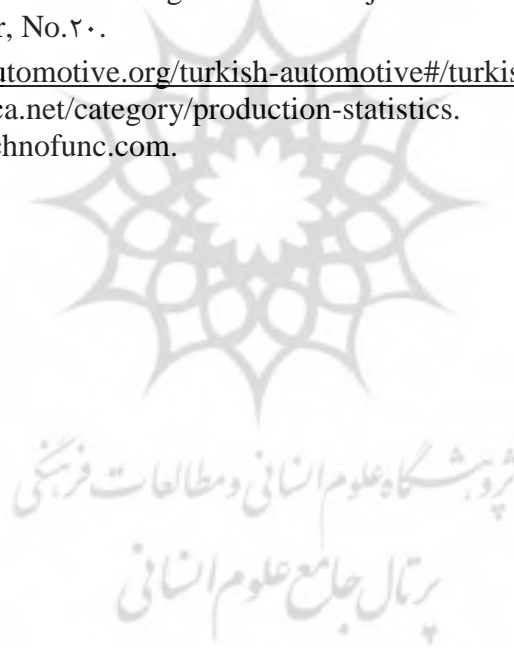 r, No.۲۰.
utomotive.org/turkish-automotive#/turkis
ca.net/category/production-statistics.
chnofunc.com.
پژوهشگاه علوم انسانی و مطالعات فرهنگی
پرتال جامع علوم انسانی